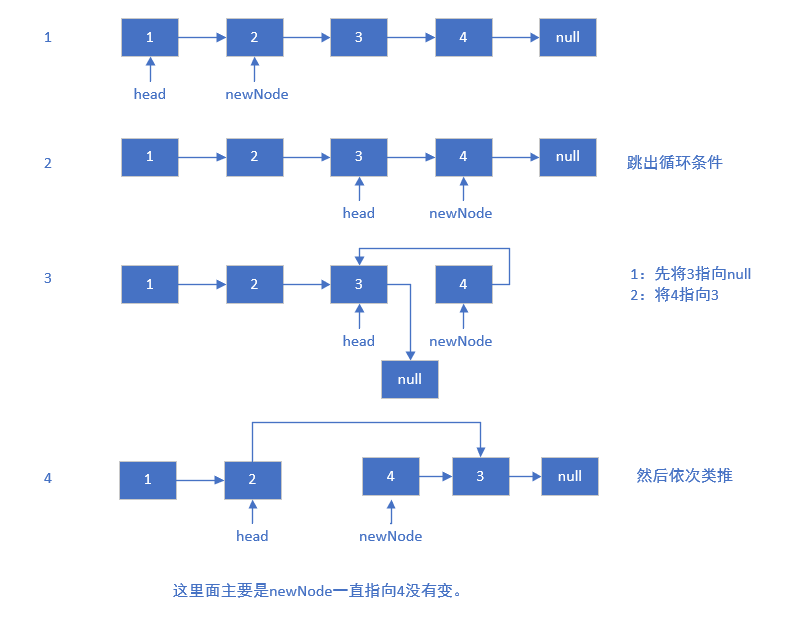 1 1 2 3 4 null
head newNode
2 1 2 3 4 null 跳出循环条件
head newNode
3 1 2 3 4 1：先将3指向null
2：将4指向3
head newNode
null
4 1 2 4 3 null 然后依次类推
head newNode
这里面主要是newNode一直指向4没有变。